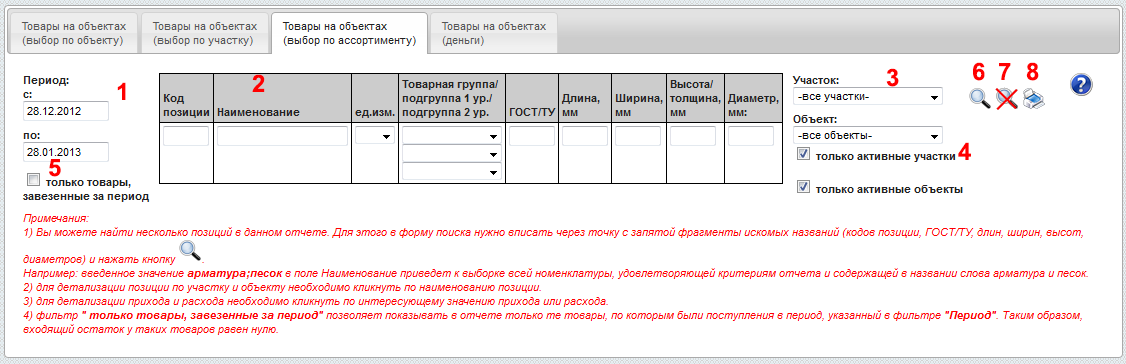 Товары на объектах
(выбор по объекту)
Товары на объектах
(выбор по участку)
Товары на объектах
(выбор по ассортименту)
Товары на объектах
(деньги)
Период:
с:
28.12.2012
1
по:
28.01.2013
5
только товары,
завезенные за период
2
Код
позиции
Наименование
ед.изм.
Товарная группа/
подгруппа 1 ур./
подгруппа 2 ур.
ГОСТ/ТУ
Длина,
мм
Ширина,
мм
Высота/
толщина,
мм
Диаметр,
мм:
Участок:
3
-все участки-
Объект:
-все объекты-
только активные участки
4
только активные объекты
6
7
8
?
Примечания:
1) Вы можете найти несколько позиций в данном отчете. Для этого в форму поиска нужно вписать через точку с запятой фрагменты искомых названий (кодов позиции, ГОСТ/ТУ, длин, ширин, высот,
диаметров) и нажать кнопку .
Например: введенное значение арматура;песок в поле Наименование приведет к выборке всей номенклатуры, удовлетворяющей критериям отчета и содержащей в названии слова арматура и песок.
2) для детализации позиции по участку и объекту необходимо кликнуть по наименованию позиции.
3) для детализации прихода и расхода необходимо кликнуть по интересующему значению прихода или расхода.
4) фильтр " только товары, завезенные за период" позволяет показывать в отчете только те товары, по которым были поступления в период, указанный в фильтре "Период". Таким образом,
входящий остаток у таких товаров равен нулю.